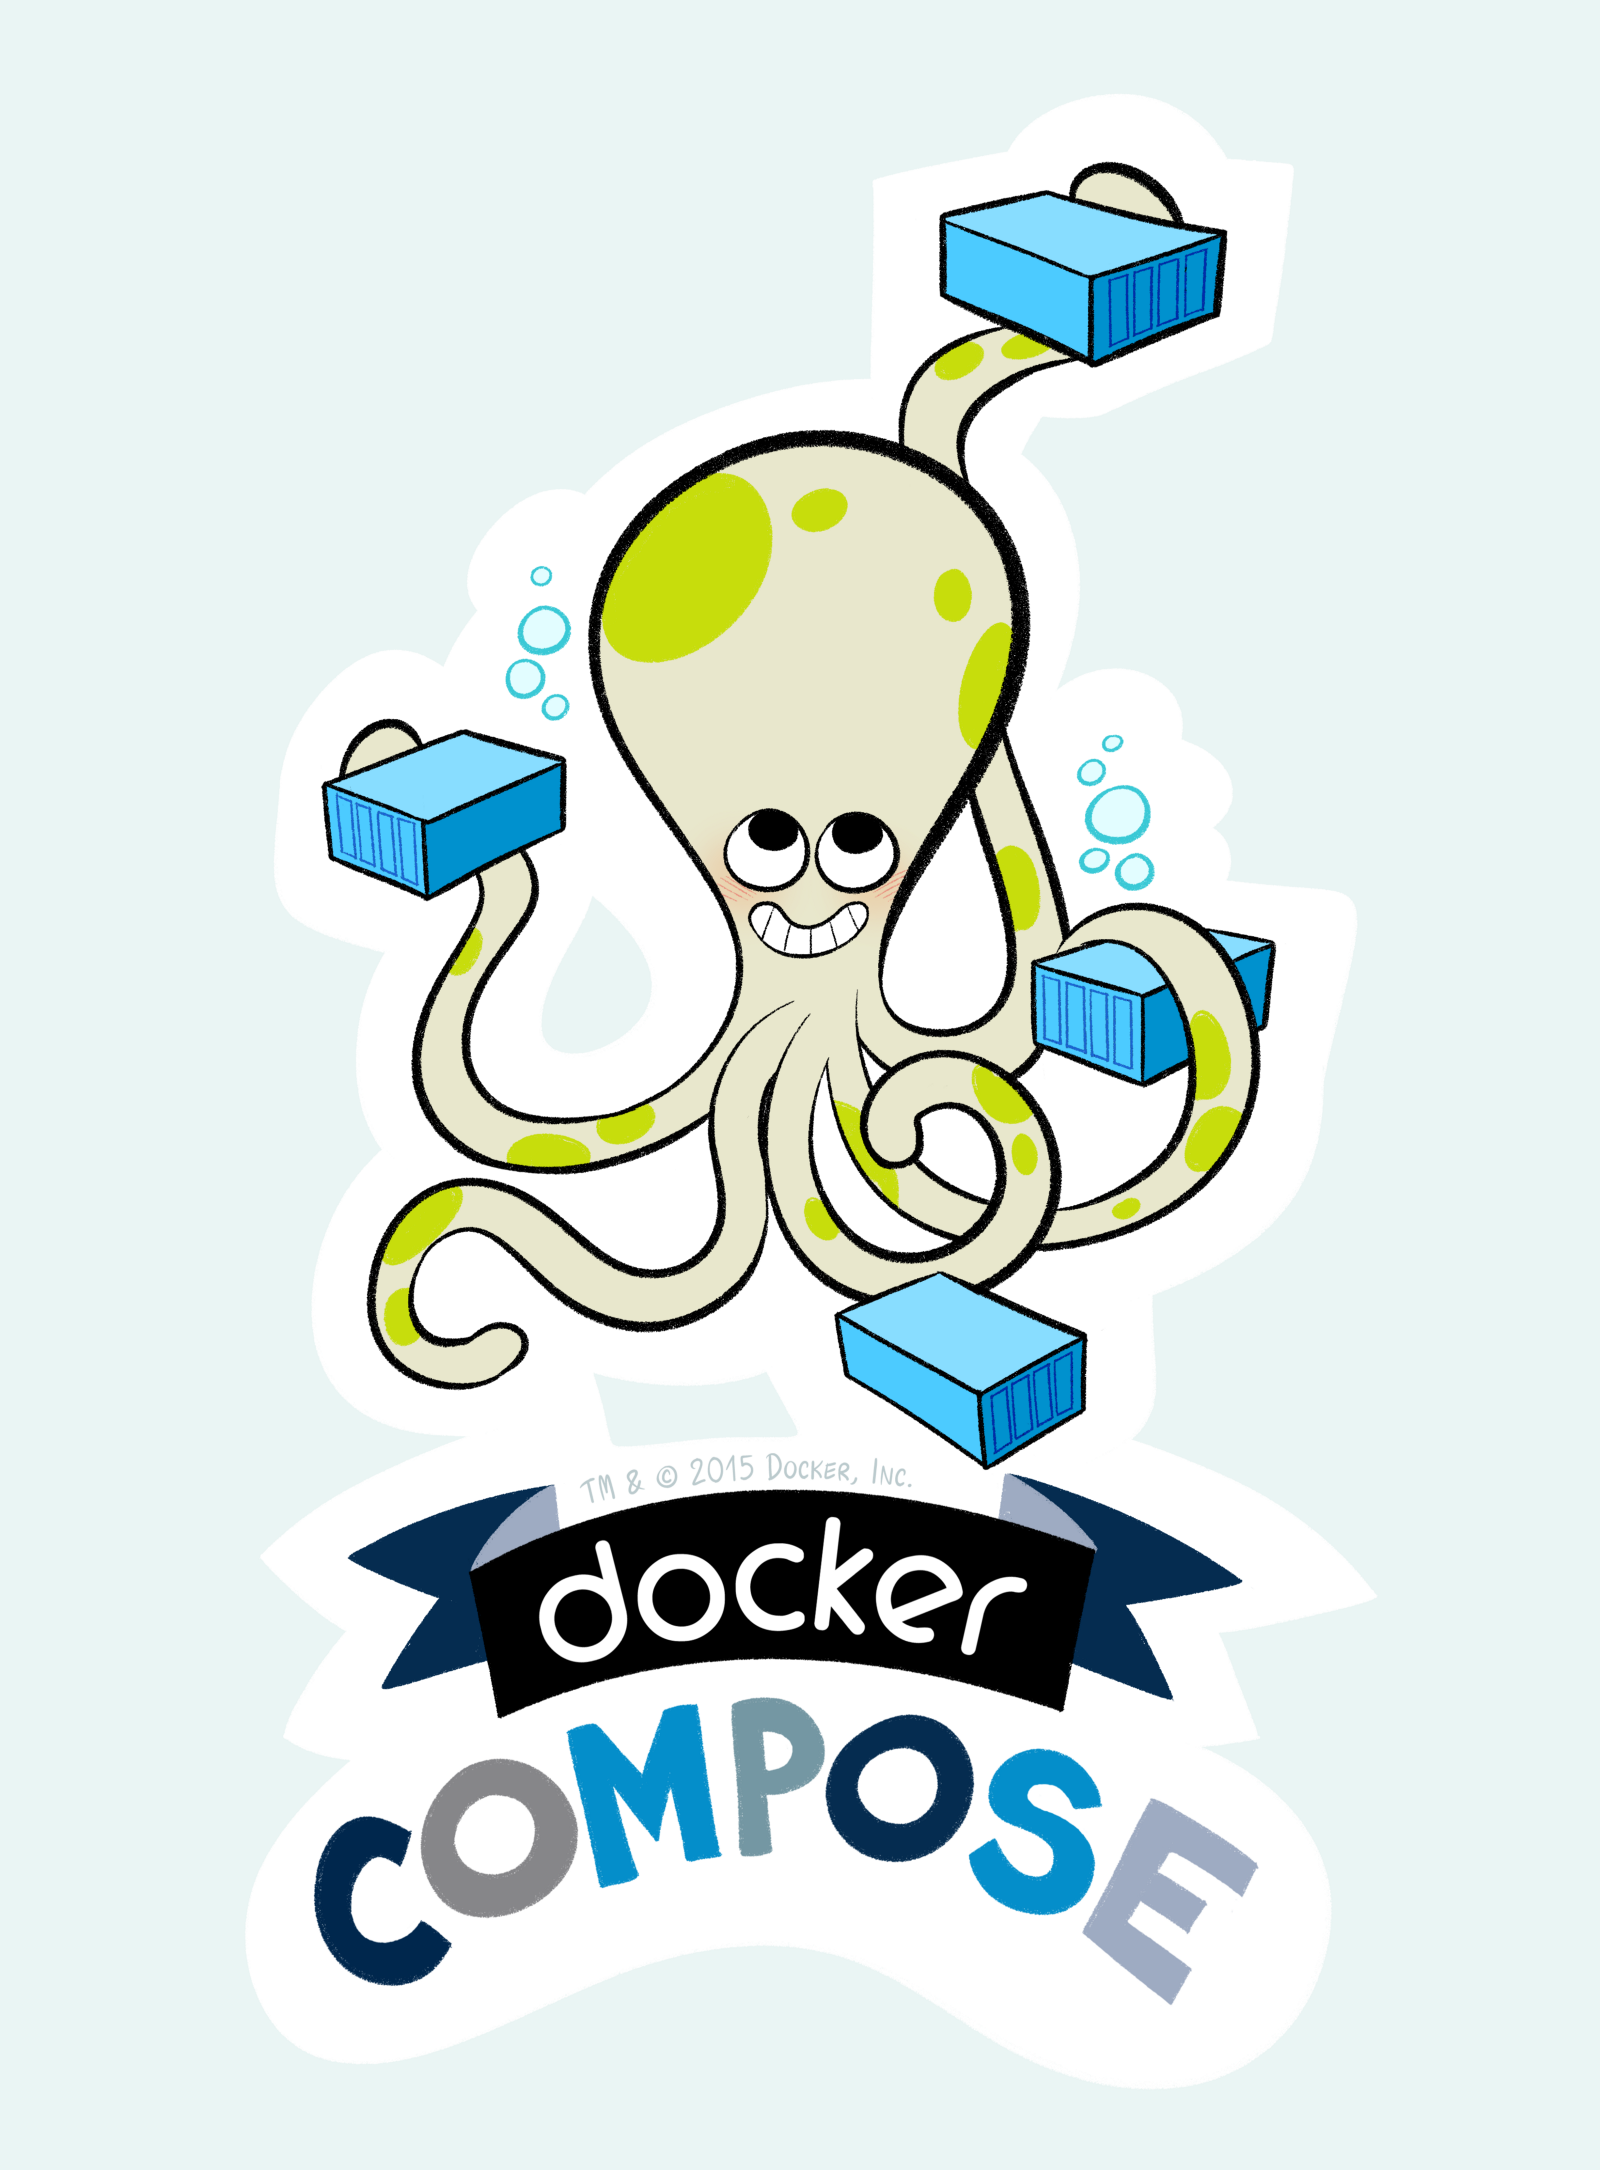 TM & © 2015 DOCKER, INC.
docker
COMPOSE